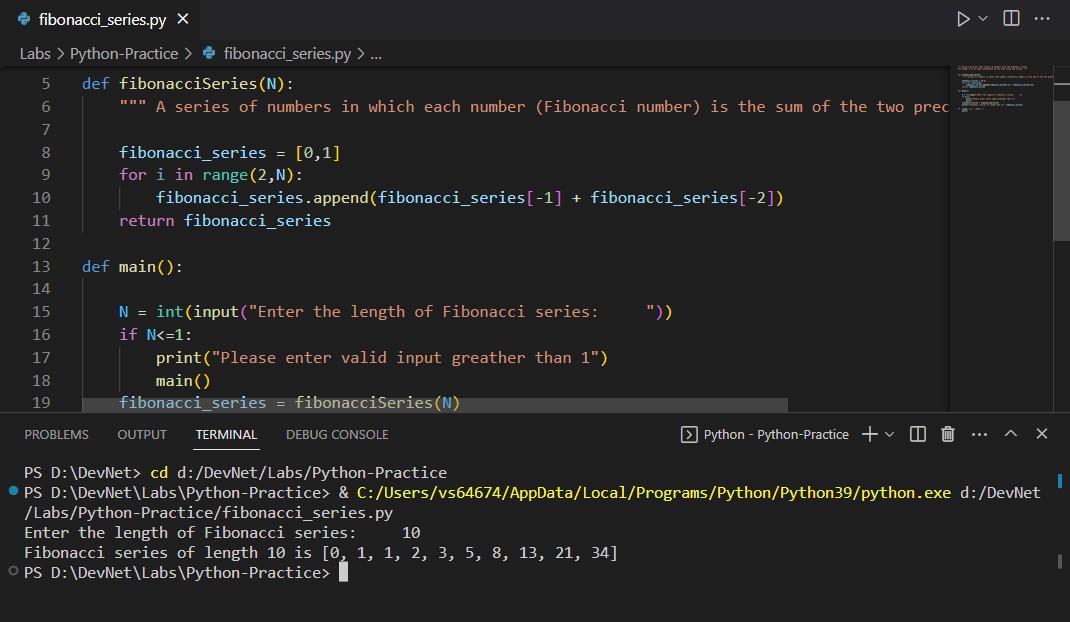 fibonacci_series.py
Labs > Python-Practice > fibonacci_series.py > ...
5 def fibonacciSeries(N):
6 """ A series of numbers in which each number (Fibonacci number) is the sum of the two prec
7
8 fibonacci_series = [0,1]
9 for i in range(2,N):
10 fibonacci_series.append(fibonacci_series[-1] + fibonacci_series[-2])
11 return fibonacci_series
12
13 def main():
14
15 N = int(input("Enter the length of Fibonacci series:     "))
16 if N<=1:
17 print("Please enter valid input greather than 1")
18 main()
19 fibonacci_series = fibonacciSeries(N)
PROBLEMS OUTPUT TERMINAL DEBUG CONSOLE Python - Python-Practice
PS D:\DevNet> cd d:/DevNet/Labs/Python-Practice
PS D:\DevNet\Labs\Python-Practice> & C:/Users/vs64674/AppData/Local/Programs/Python/Python39/python.exe d:/DevNet
/Labs/Python-Practice/fibonacci_series.py
Enter the length of Fibonacci series:     10
Fibonacci series of length 10 is [0, 1, 1, 2, 3, 5, 8, 13, 21, 34]
PS D:\DevNet\Labs\Python-Practice>